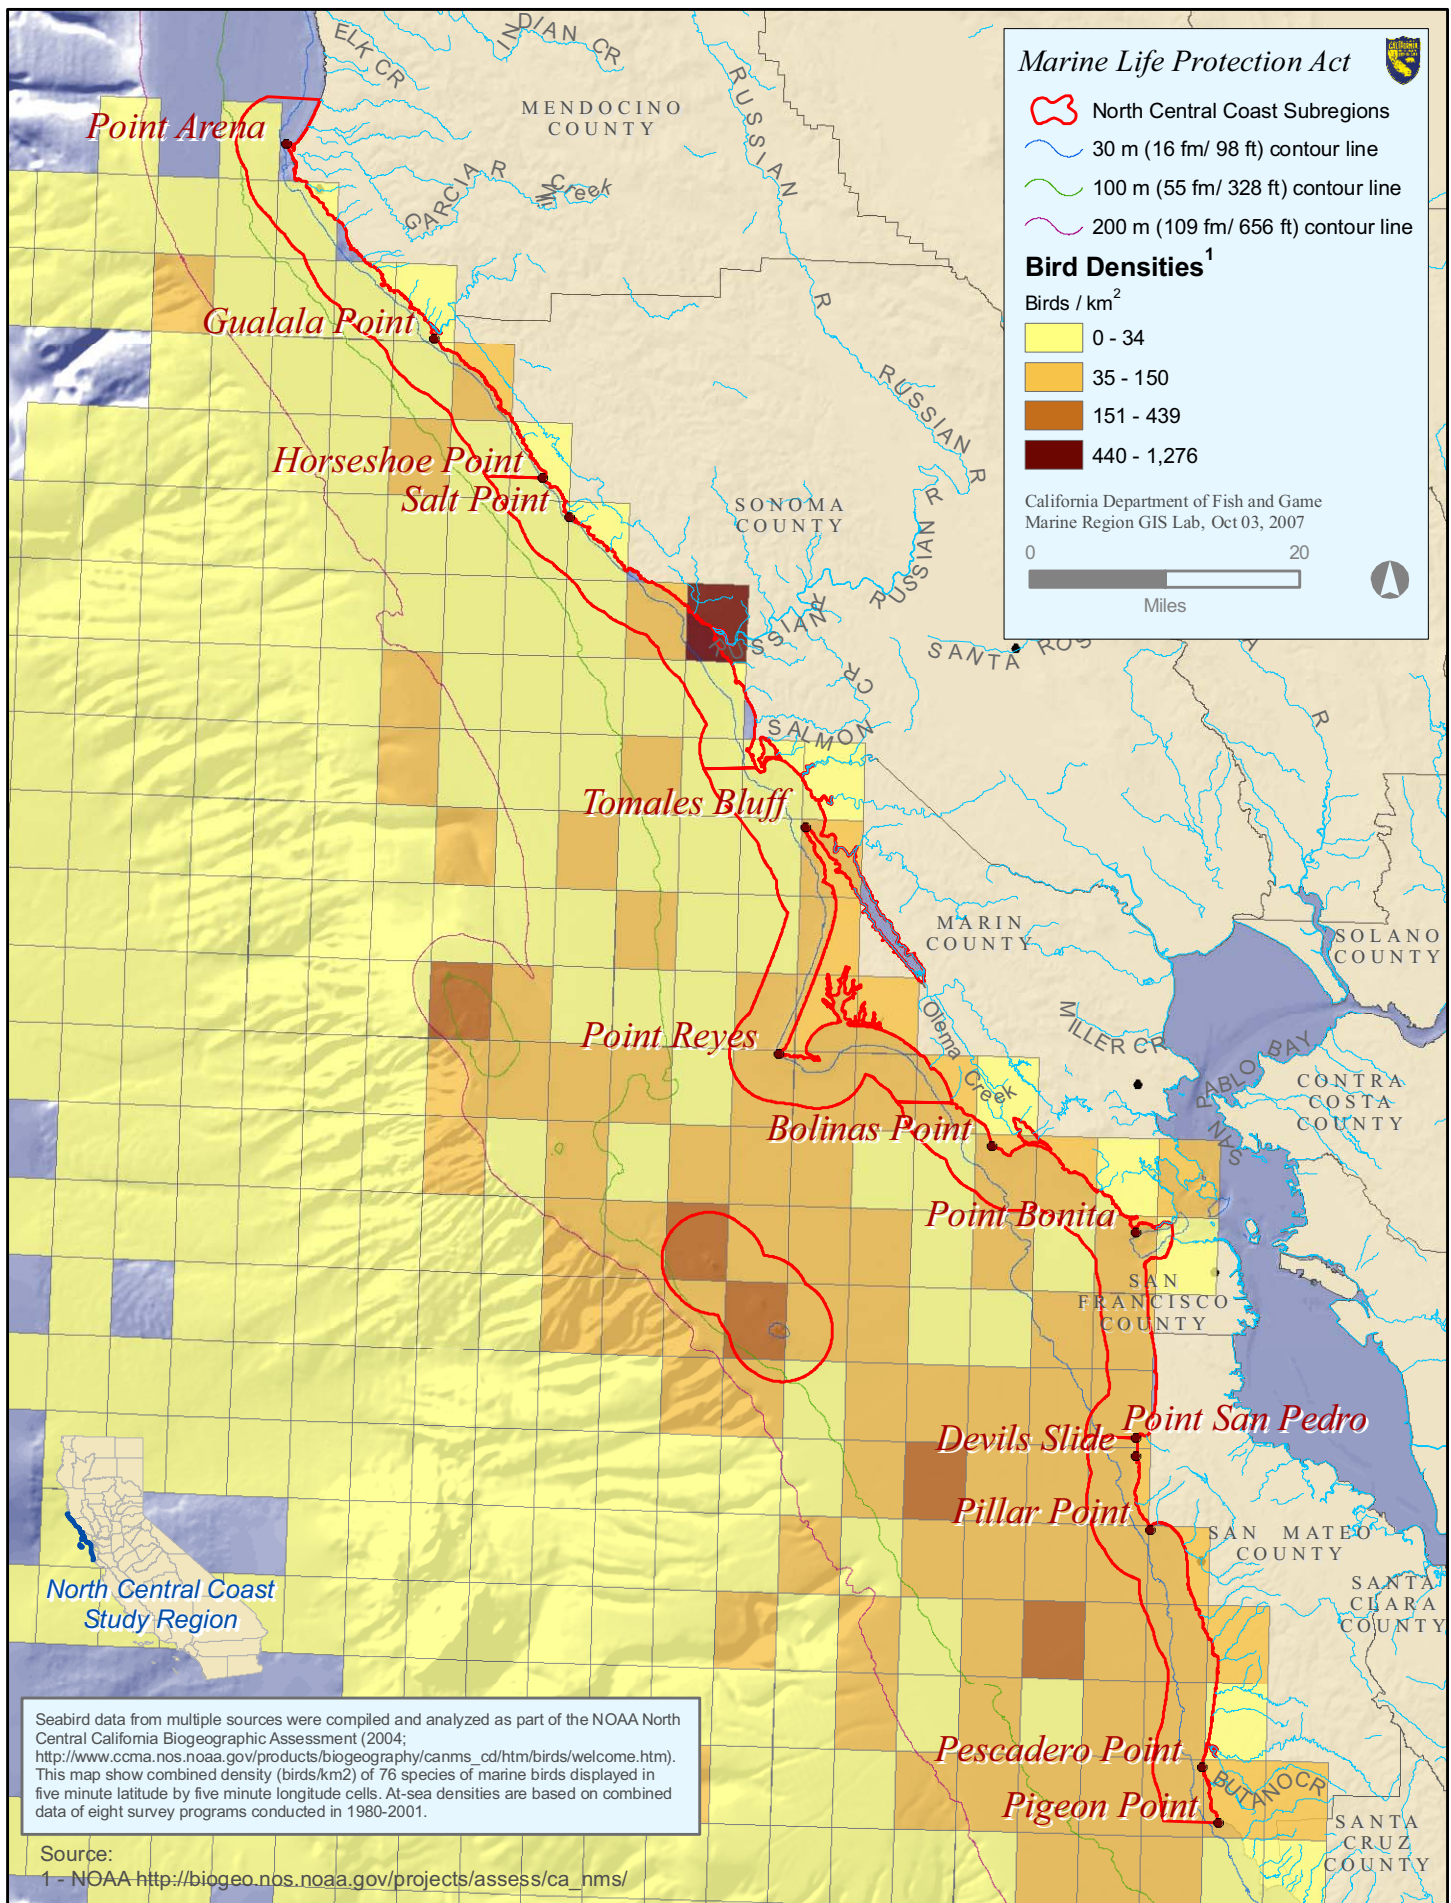 Marine Life Protection Act
North Central Coast Subregions
30 m (16 fm/ 98 ft) contour line
100 m (55 fm/ 328 ft) contour line
200 m (109 fm/ 656 ft) contour line
Bird Densities1
Birds / km2
0 - 34
35 - 150
151 - 439
440 - 1,276
California Department of Fish and Game
Marine Region GIS Lab, Oct 03, 2007
0 20
Miles
ELK CR
INDIAN CR
RUSSIAN R
MENDOCINO
COUNTY
Point Arena
GARCIA R
Creek
Gualala Point
RUSSIAN R
Horseshoe Point
Salt Point
SONOMA
COUNTY
RUSSIAN R
RUSSIAN R
CR
SANTA ROS
R
SALMON
Tomales Bluff
MARIN
COUNTY
SOLANO
COUNTY
Olema Creek
Point Reyes
MILLER CR
SAN PABLO BAY
CONTRA
COSTA
COUNTY
Bolinas Point
Point Bonita
SAN
FRANCISCO
COUNTY
Point San Pedro
Devils Slide
Pillar Point
SAN MATEO
COUNTY
SANTA
CLARA
COUNTY
North Central Coast
Study Region
Pescadero Point
BUTANO CR
Pigeon Point
SANTA
CRUZ
COUNTY
Seabird data from multiple sources were compiled and analyzed as part of the NOAA North
Central California Biogeographic Assessment (2004;
http://www.ccma.nos.noaa.gov/products/biogeography/canms_cd/htm/birds/welcome.htm).
This map show combined density (birds/km2) of 76 species of marine birds displayed in
five minute latitude by five minute longitude cells. At-sea densities are based on combined
data of eight survey programs conducted in 1980-2001.
Source:
1 - NOAA http://biogeo.nos.noaa.gov/projects/assess/ca_nms/